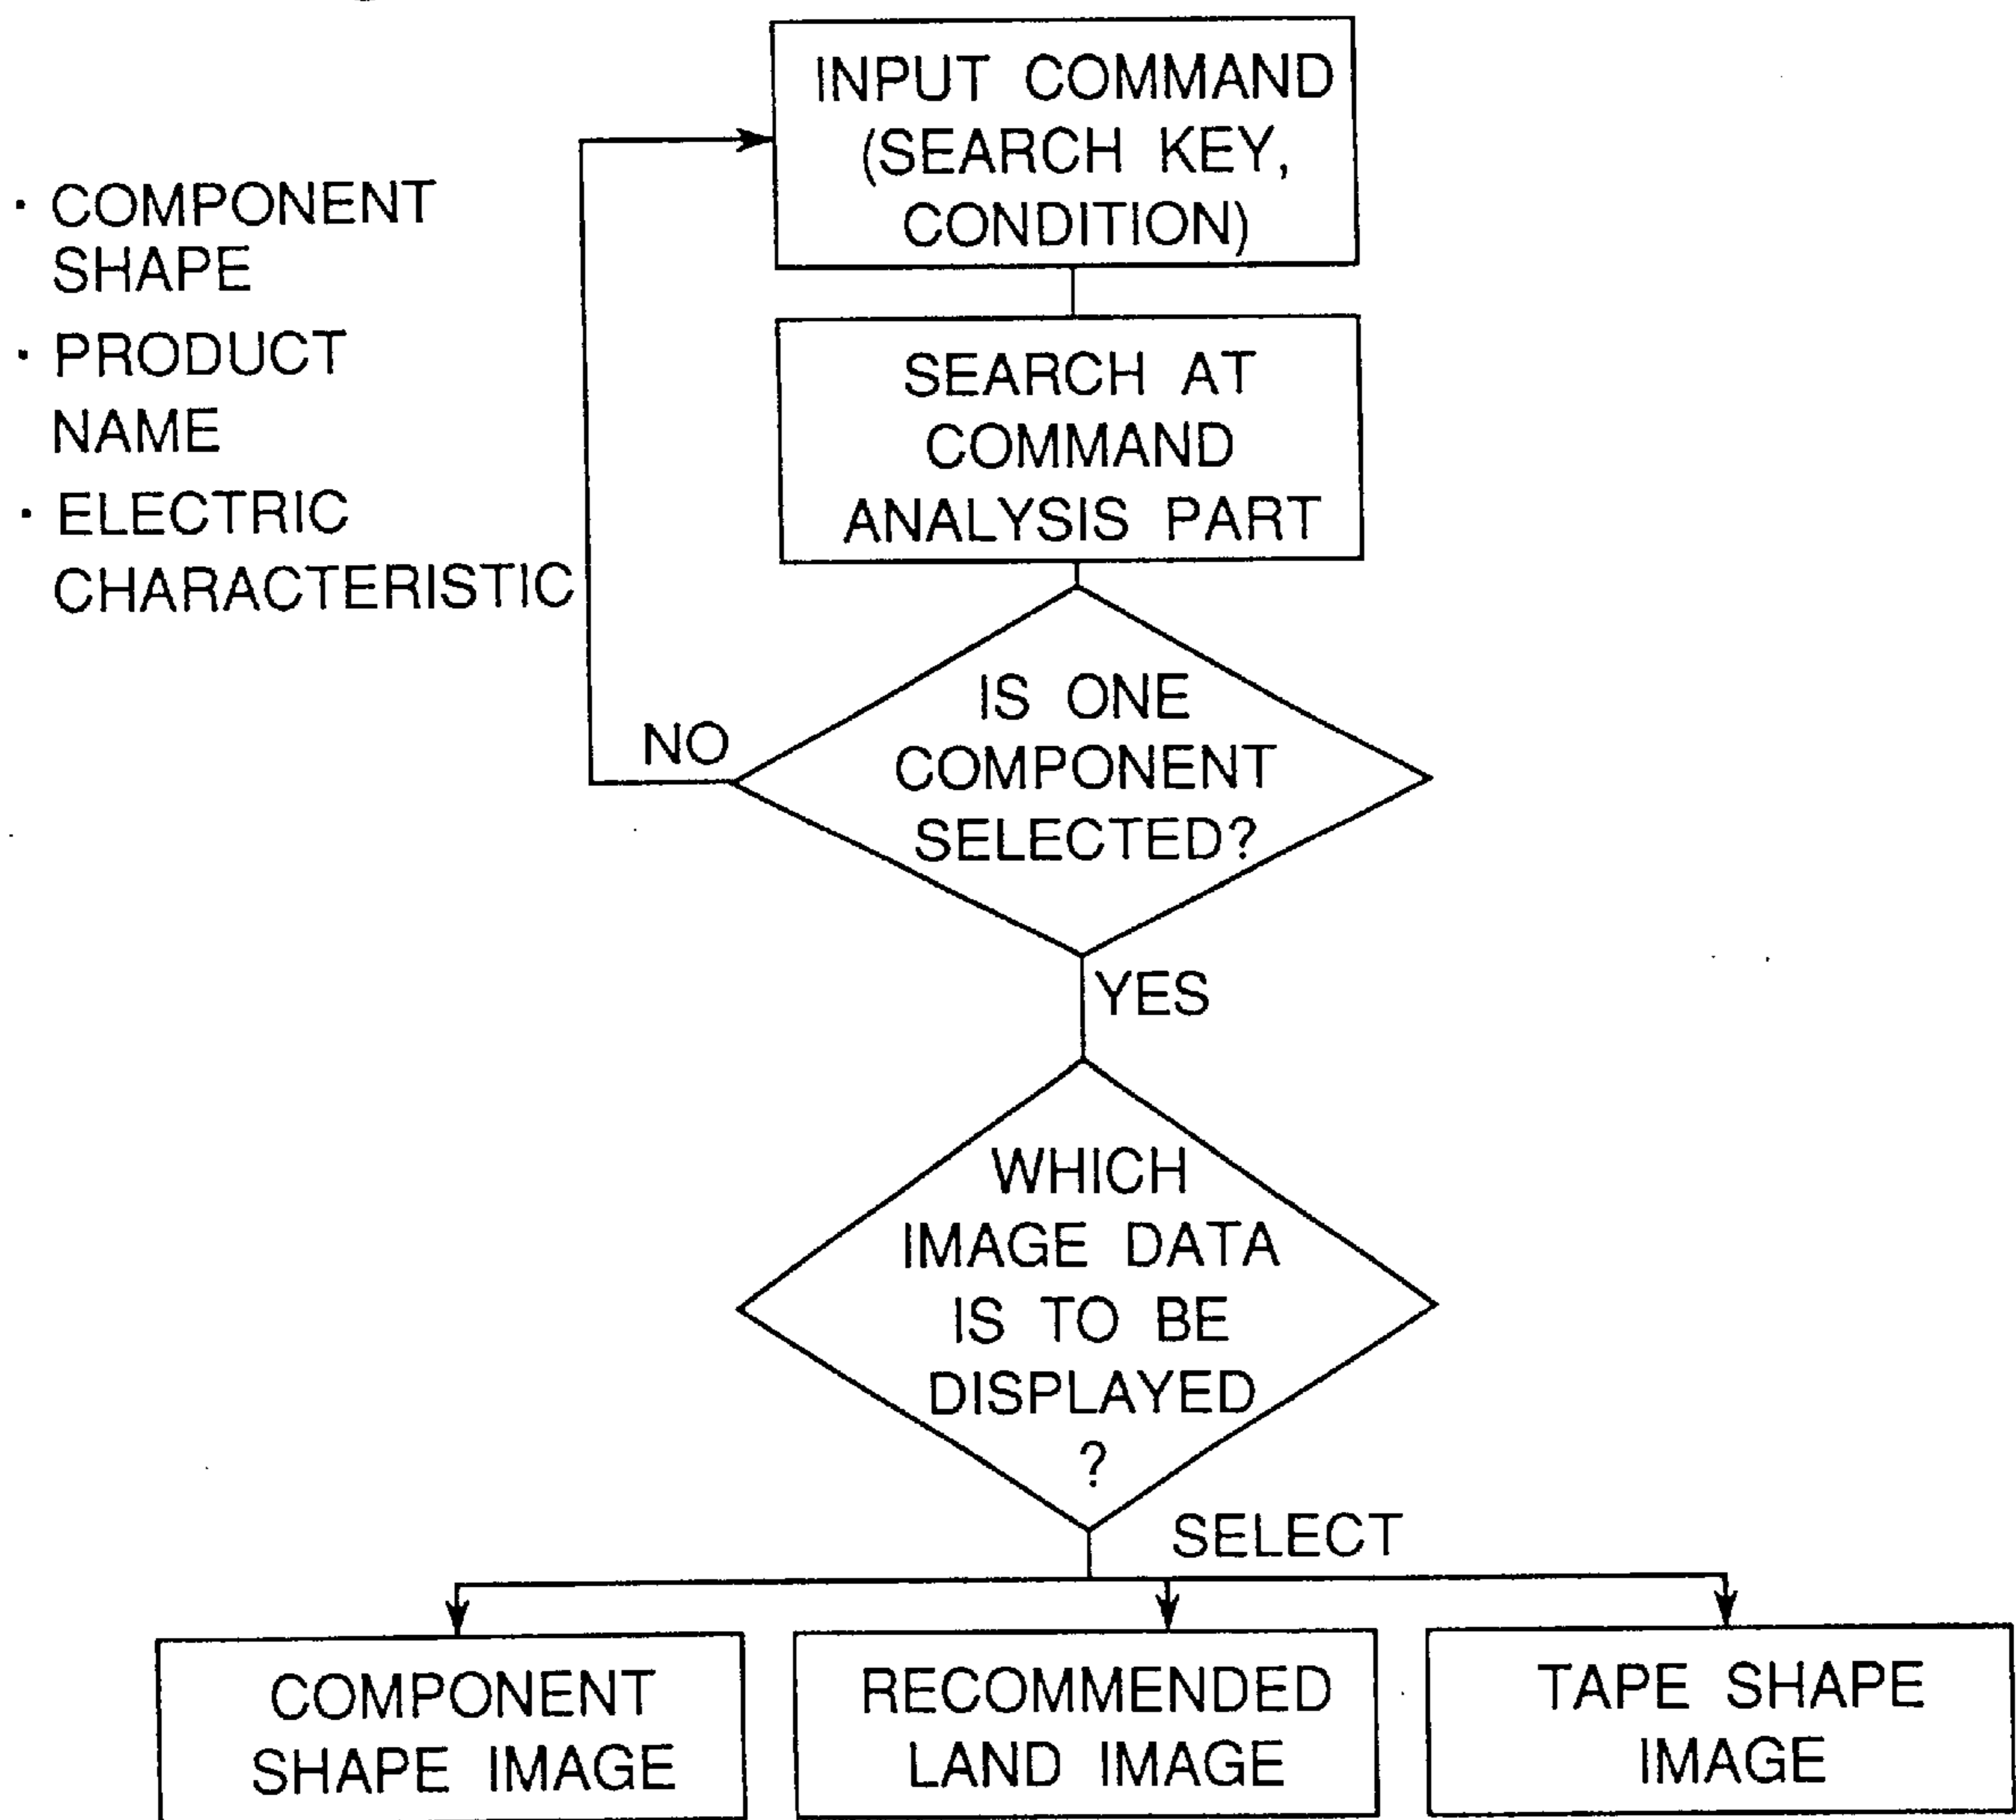 INPUT COMMAND
(SEARCH KEY,
CONDITION)
· COMPONENT
SHAPE
· PRODUCT
NAME
· ELECTRIC
CHARACTERISTIC
SEARCH AT
COMMAND
ANALYSIS PART
IS ONE
COMPONENT
SELECTED?
NO
YES
WHICH
IMAGE DATA
IS TO BE
DISPLAYED
?
SELECT
COMPONENT
SHAPE IMAGE
RECOMMENDED
LAND IMAGE
TAPE SHAPE
IMAGE